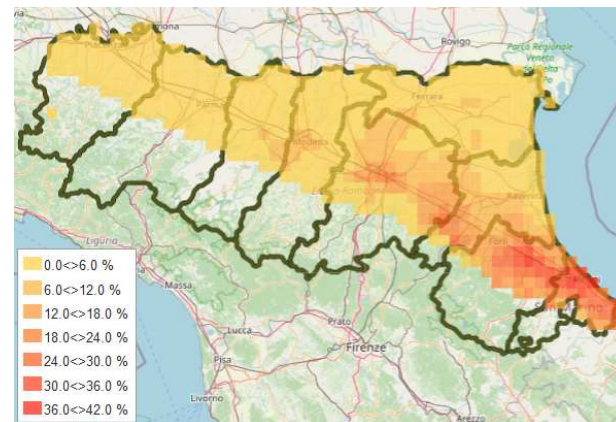 Rovigo
Parco Regionale
Veneto
Ferrara
Parma
Modena
Ravenna
Forlì
Liguria
Massa
Lucca
Prato
Pisa
Firenze
Livorno
Arezzo
0.0<>6.0 %
6.0<>12.0 %
12.0<>18.0 %
18.0<>24.0 %
24.0<>30.0 %
30.0<>36.0 %
36.0<>42.0 %